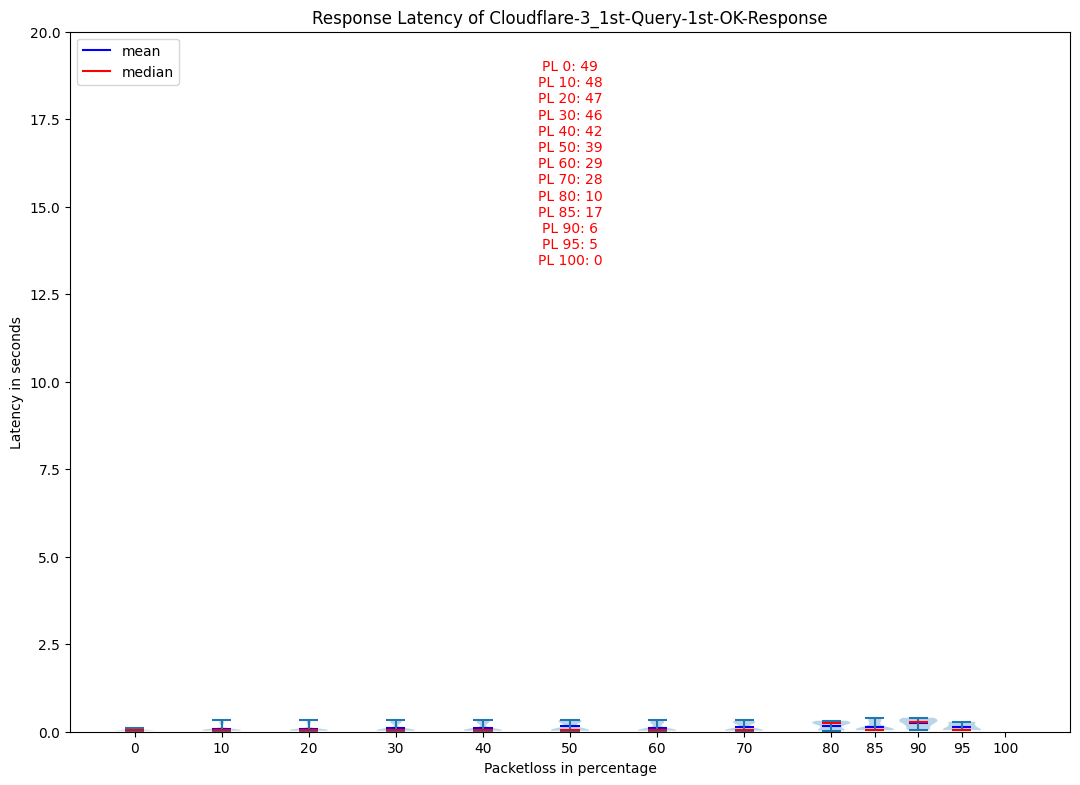 Response Latency of Cloudflare-3_1st-Query-1st-OK-Response
20.0
mean
median
PL 0: 49
PL 10: 48
PL 20: 47
PL 30: 46
PL 40: 42
PL 50: 39
PL 60: 29
PL 70: 28
PL 80: 10
PL 85: 17
PL 90: 6
PL 95: 5
PL 100: 0
17.5
15.0
12.5
10.0
7.5
5.0
2.5
0.0
Latency in seconds
0 10 20 30 40 50 60 70 80 85 90 95 100
Packetloss in percentage